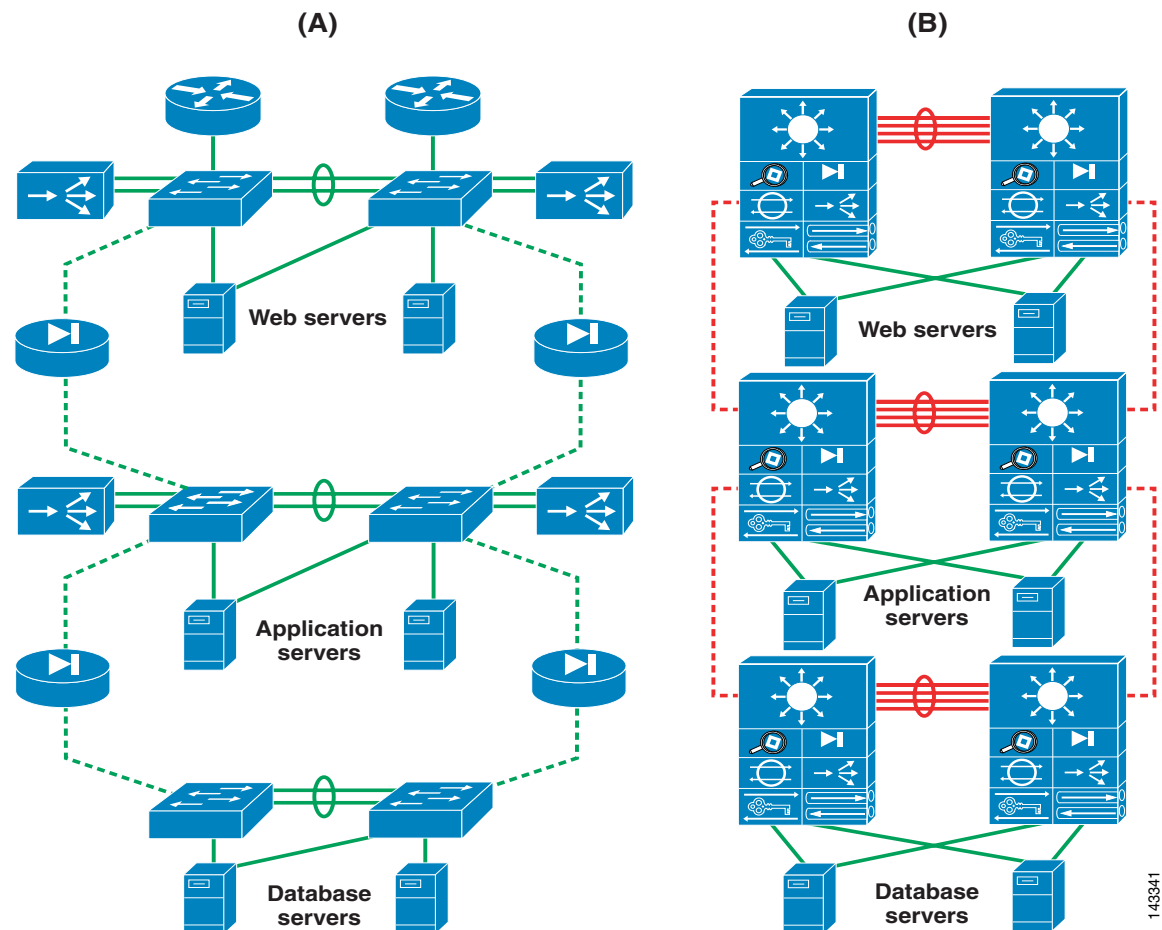 (A)
(B)
Web servers
Web servers
Application
servers
Application
servers
Database
servers
Database
servers
143341